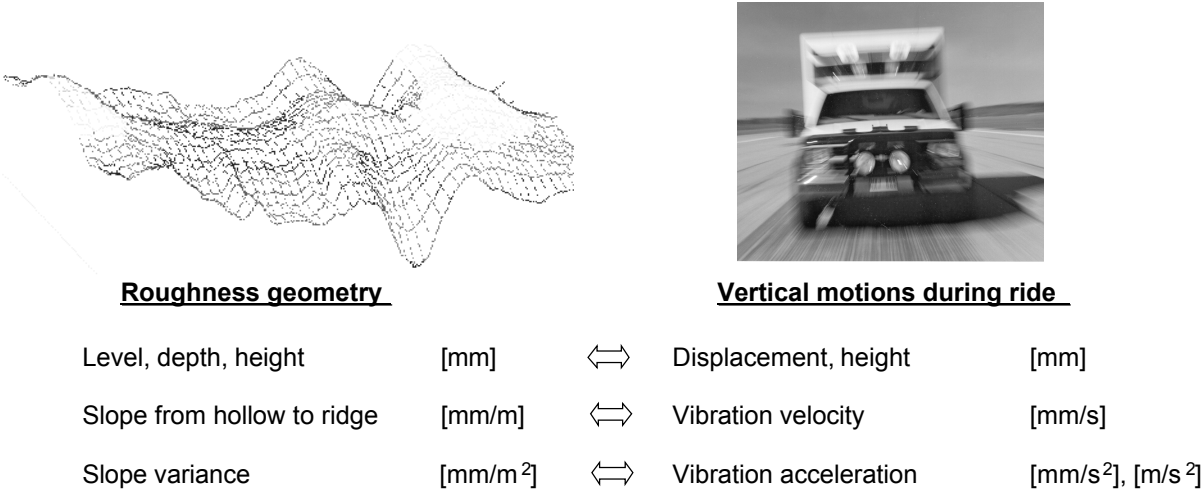 Roughness geometry Vertical motions during ride
Level, depth, height [mm] ⇔ Displacement, height [mm]
Slope from hollow to ridge [mm/m] ⇔ Vibration velocity [mm/s]
Slope variance [mm/m²] ⇔ Vibration acceleration [mm/s²], [m/s²]